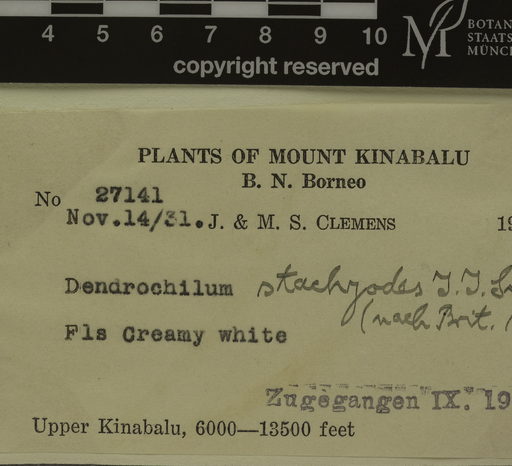 4 5 6 7 8 9 10
copyright reserved
M BOTAN
STAATS
MÜNC
PLANTS OF MOUNT KINABALU
B. N. Borneo
No 27141
Nov.14/31. J. & M. S. CLEMENS 19
Dendrochilum stachyodes J.J.
(nach Brit.
Fls Creamy white
Zugegangen IX. 19
Upper Kinabalu, 6000—13500 feet